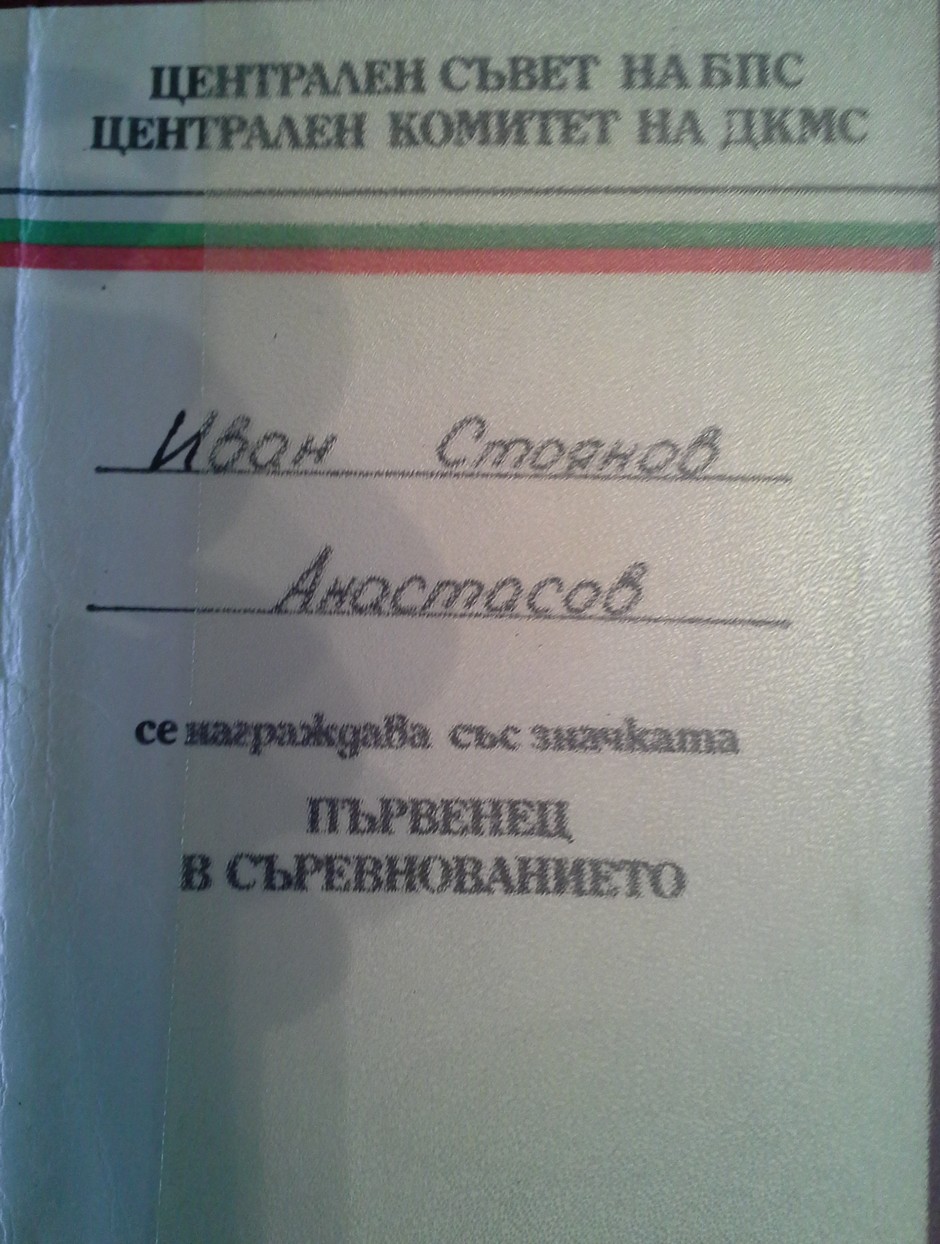 ЦЕНТРАЛЕН СЪВЕТ НА БПС
ЦЕНТРАЛЕН КОМИТЕТ НА ДКМС
Иван Стоянов
Анастасов
се награждава със значката
ПЪРВЕНЕЦ
В СЪРЕВНОВАНИЕТО